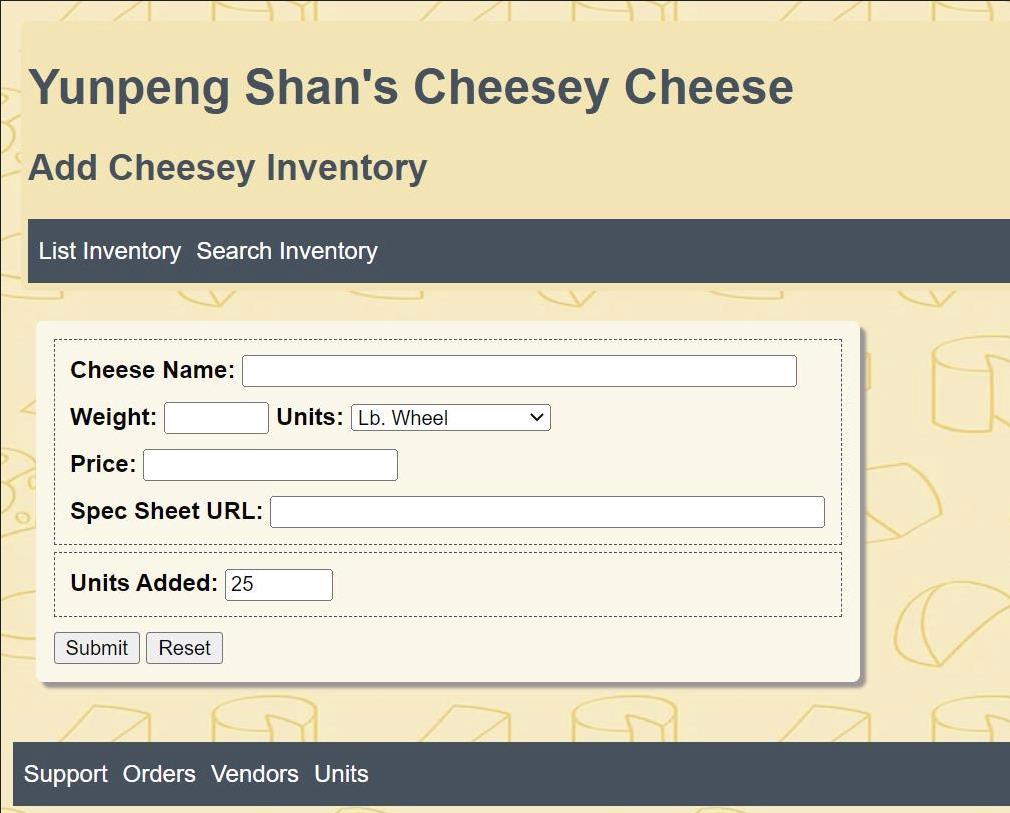 Yunpeng Shan's Cheesey Cheese
Add Cheesey Inventory
List Inventory Search Inventory
Cheese Name:
Weight: Units: Lb. Wheel
Price:
Spec Sheet URL:
Units Added: 25
Submit Reset
Support Orders Vendors Units